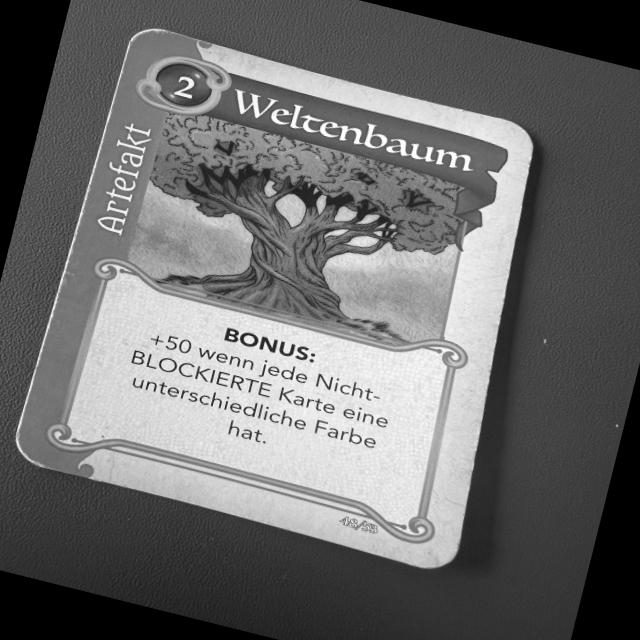 2
Weltenbaum
Artefakt
BONUS:
+50 wenn jede Nicht-
BLOCKIERTE Karte eine
unterschiedliche Farbe
hat.